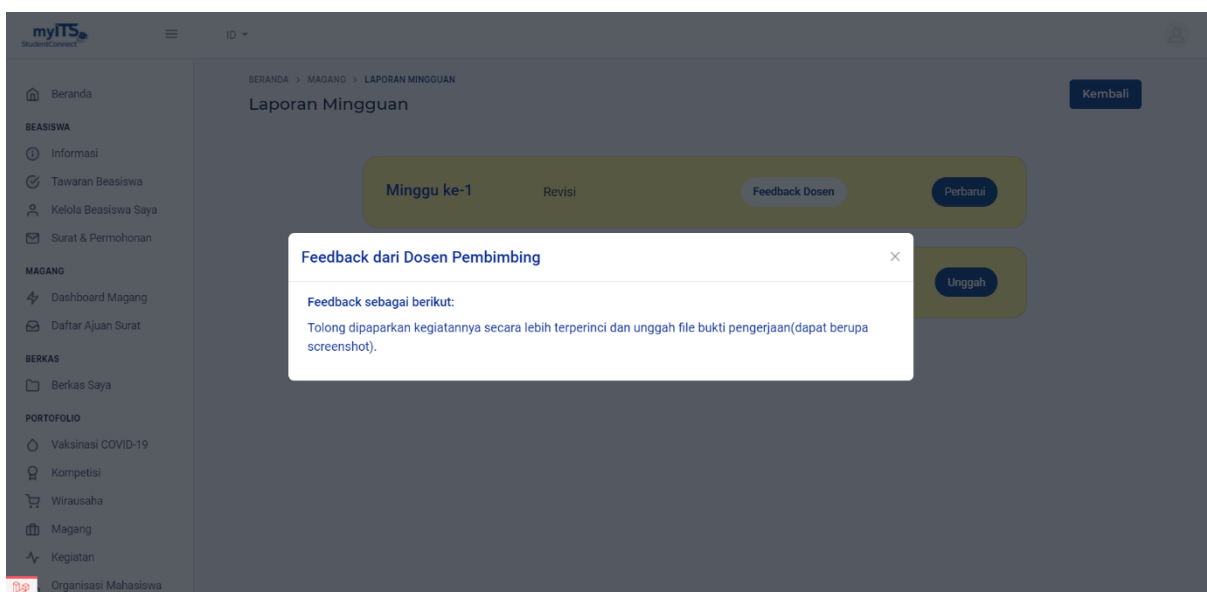 myITS
StudentConnect
ID
Beranda
BEASISWA
Informasi
Tawaran Beasiswa
Kelola Beasiswa Saya
Surat & Permohonan
MAGANG
Dashboard Magang
Daftar Ajuan Surat
BERKAS
Berkas Saya
PORTOFOLIO
Vaksinasi COVID-19
Kompetisi
Wirausaha
Magang
Kegiatan
Organisasi Mahasiswa
BERANDA > MAGANG > LAPORAN MINGGUAN
Laporan Mingguan
Kembali
Minggu ke-1 Revisi Feedback Dosen Perbarui
Unggah
Feedback dari Dosen Pembimbing
Feedback sebagai berikut:
Tolong dipaparkan kegiatannya secara lebih terperinci dan unggah file bukti pengerjaan(dapat berupa
screenshot).